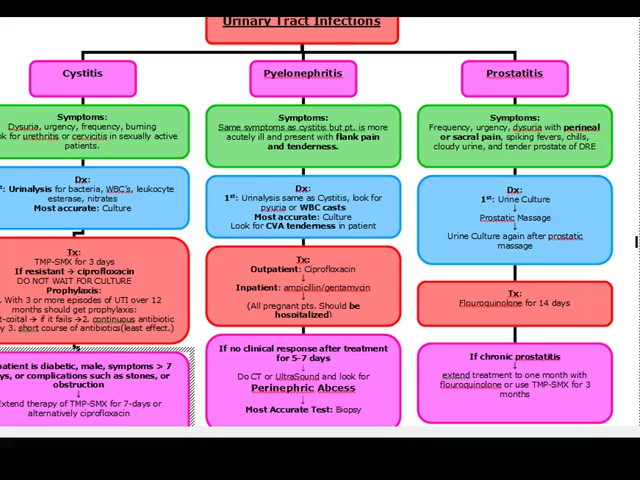 Urinary Tract Infections
Cystitis
Symptoms:
Dysuria, urgency, frequency, burning
for urethritis or cervicitis in sexually active
patients.
Dx:
Urinalysis for bacteria, WBC's, leukocyte
esterase, nitrates
Most accurate: Culture
Tx:
TMP-SMX for 3 days
If resistant → ciprofloxacin
DO NOT WAIT FOR CULTURE
Prophylaxis:
. With 3 or more episodes of UTI over 12
months should get prophylaxis:
-coital → if it fails →2. continuous antibiotic
3. short course of antibiotics(least effect.)
patient is diabetic, male, symptoms > 7
or complications such as stones, or
obstruction
↓
Extend therapy of TMP-SMX for 7-days or
alternatively ciprofloxacin
Pyelonephritis
Symptoms:
Same symptoms as cystitis but pt. is more
acutely ill and present with flank pain
and tenderness.
Dx:
1st: Urinalysis same as Cystitis, look for
pyuria or WBC casts
Most accurate: Culture
Look for CVA tenderness in patient
Tx:
Outpatient: Ciprofloxacin
↓
Inpatient: ampicillin/gentamycin
↓
(All pregnant pts. Should be
hospitalized)
If no clinical response after treatment
for 5-7 days
↓
Do CT or UltraSound and look for
Perinephric Abcess
↓
Most Accurate Test: Biopsy
Prostatitis
Symptoms:
Frequency, urgency, dysuria with perineal
or sacral pain, spiking fevers, chills,
cloudy urine, and tender prostate of DRE
Dx:
1st: Urine Culture
↓
Prostatic Massage
↓
Urine Culture again after prostatic
massage
Tx:
Flouroquinolone for 14 days
If chronic prostatitis
↓
extend treatment to one month with
flouroquinolone or use TMP-SMX for 3
months